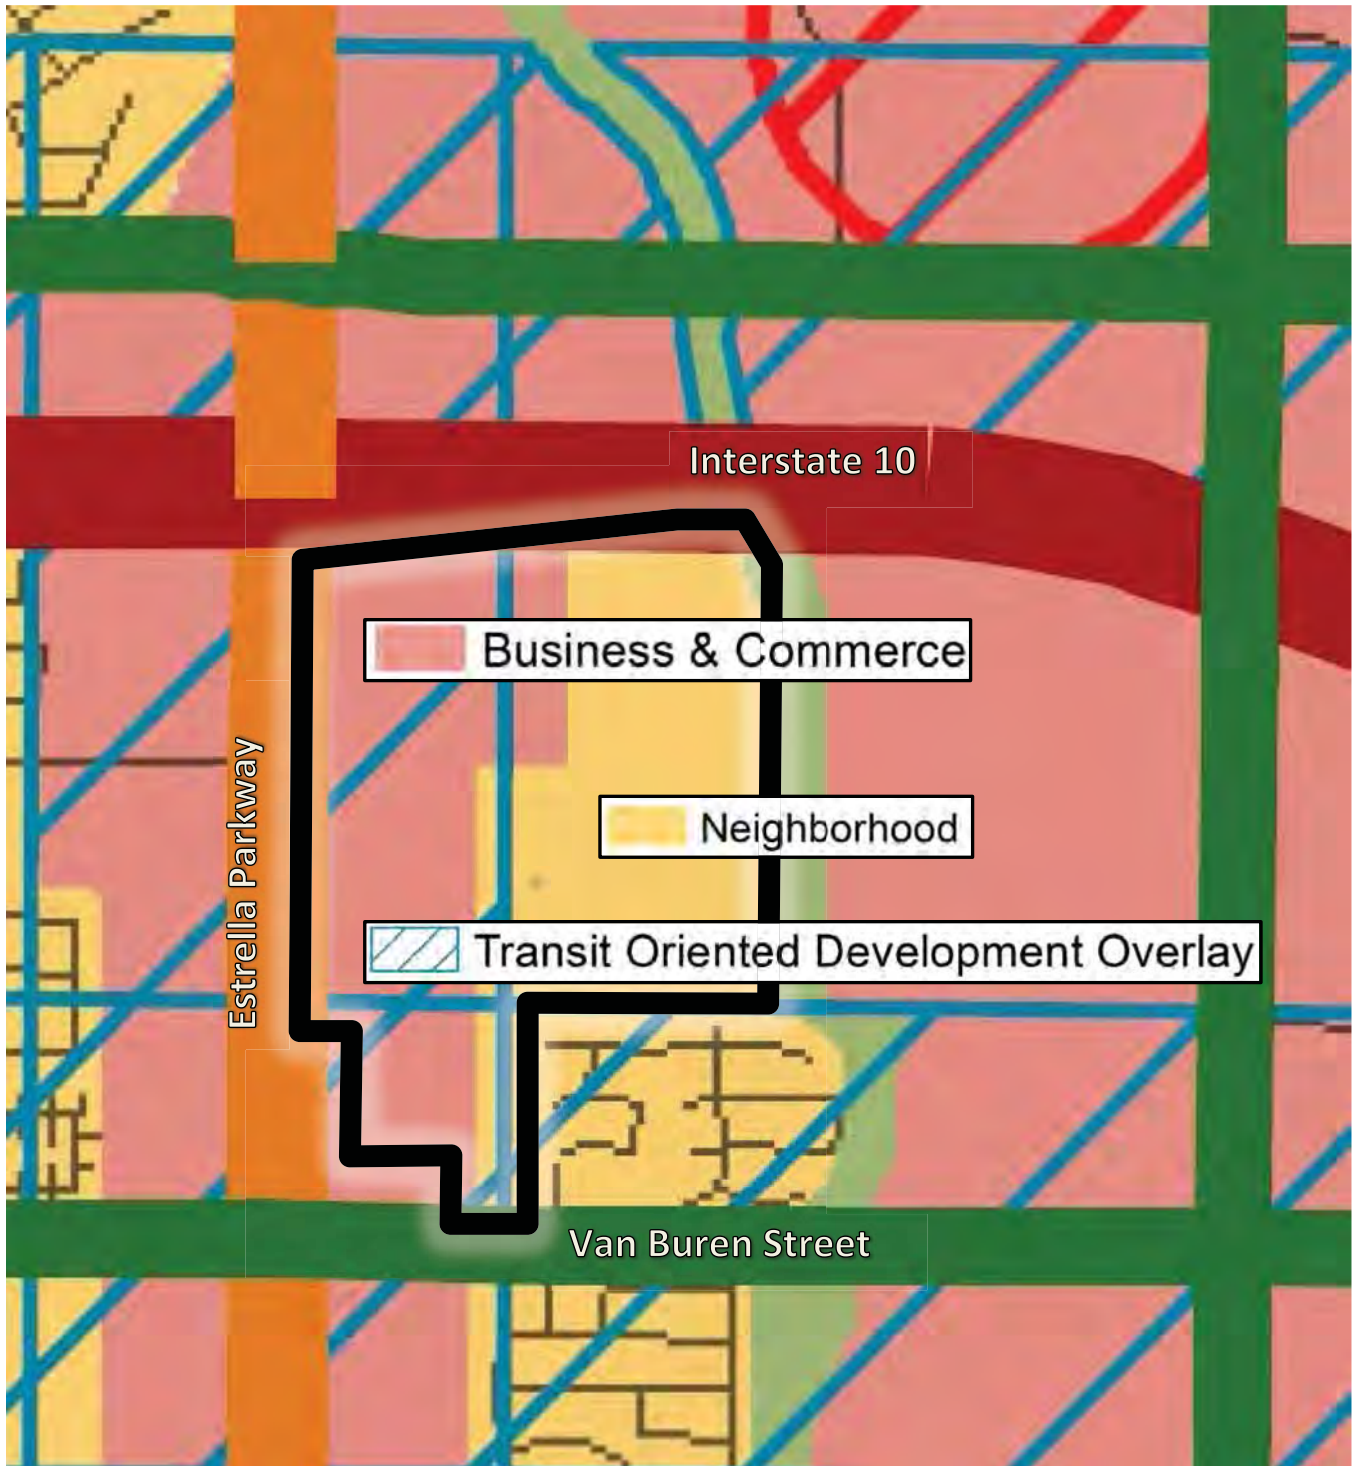 Interstate 10
Business & Commerce
Neighborhood
Estrella Parkway
Transit Oriented Development Overlay
Van Buren Street